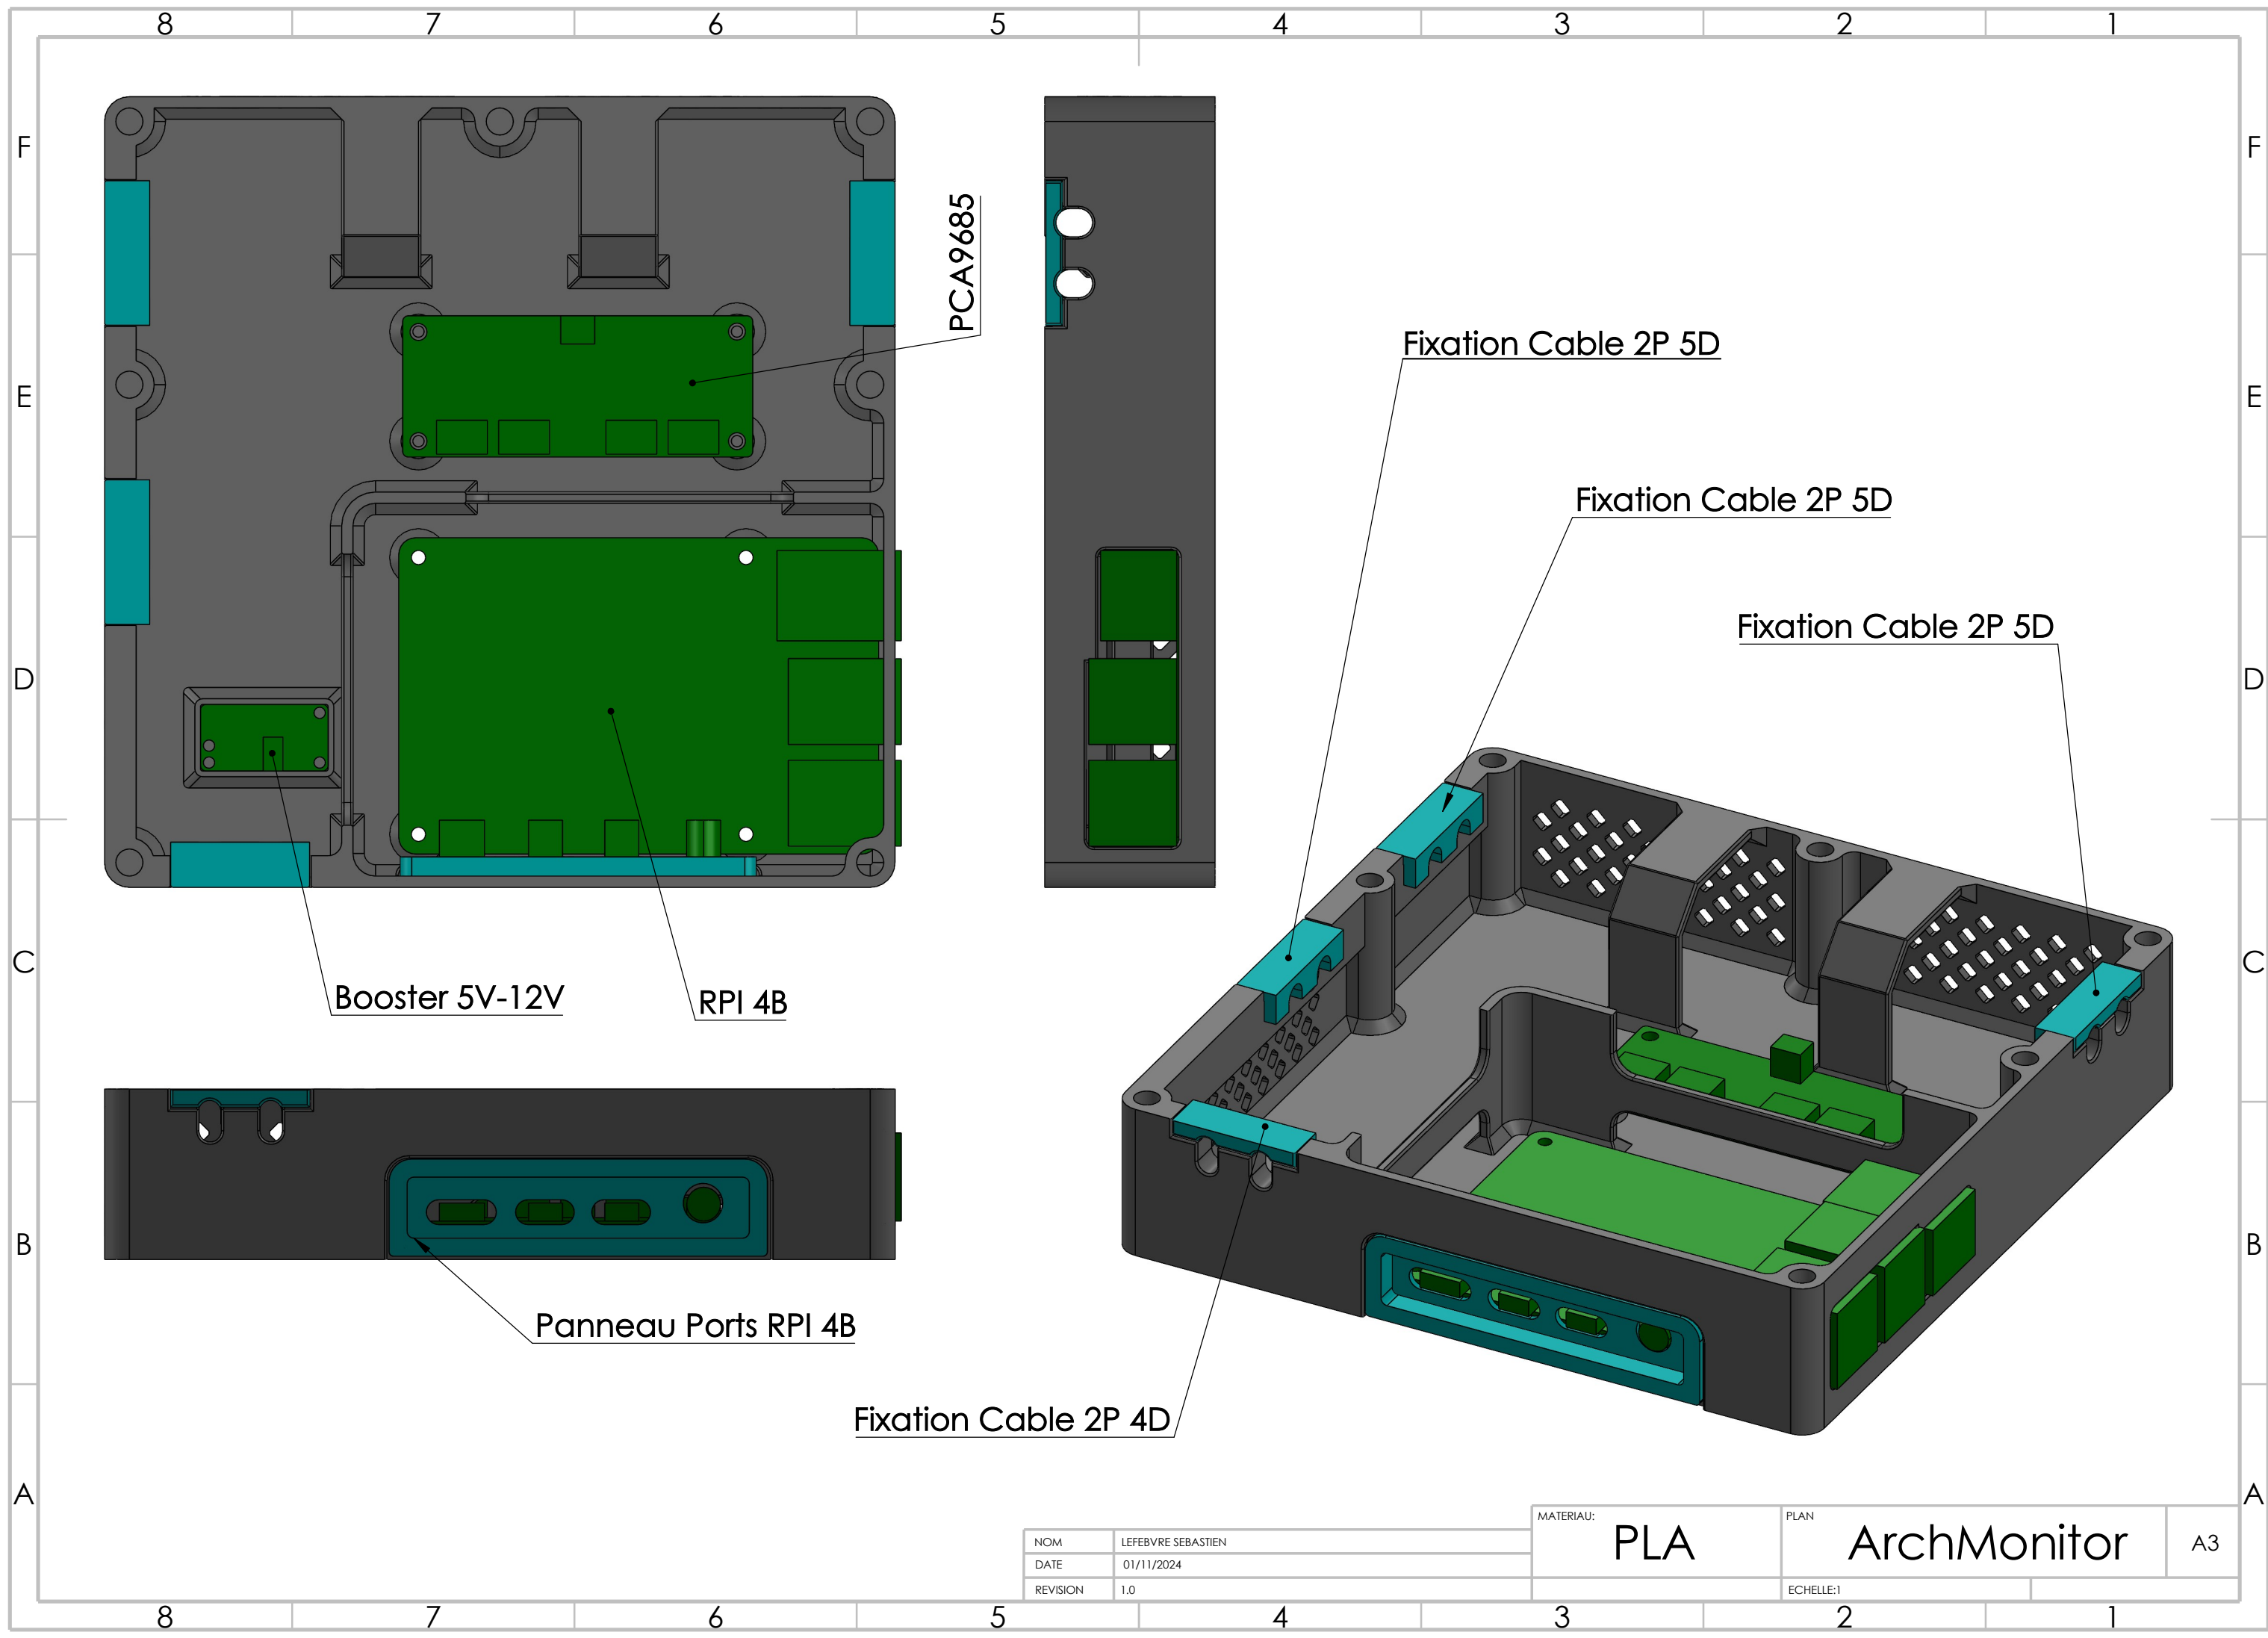 8 7 6 5 4 3 2 1
F F
PCA9685
Fixation Cable 2P 5D
E E
Fixation Cable 2P 5D
Fixation Cable 2P 5D
D D
C C
Booster 5V-12V
RPI 4B
B B
Panneau Ports RPI 4B
Fixation Cable 2P 4D
A A
MATERIAU:
PLA
PLAN
ArchMonitor
A3
NOM LEFEBVRE SEBASTIEN
DATE 01/11/2024
REVISION 1.0
ECHELLE:1
8 7 6 5 4 3 2 1